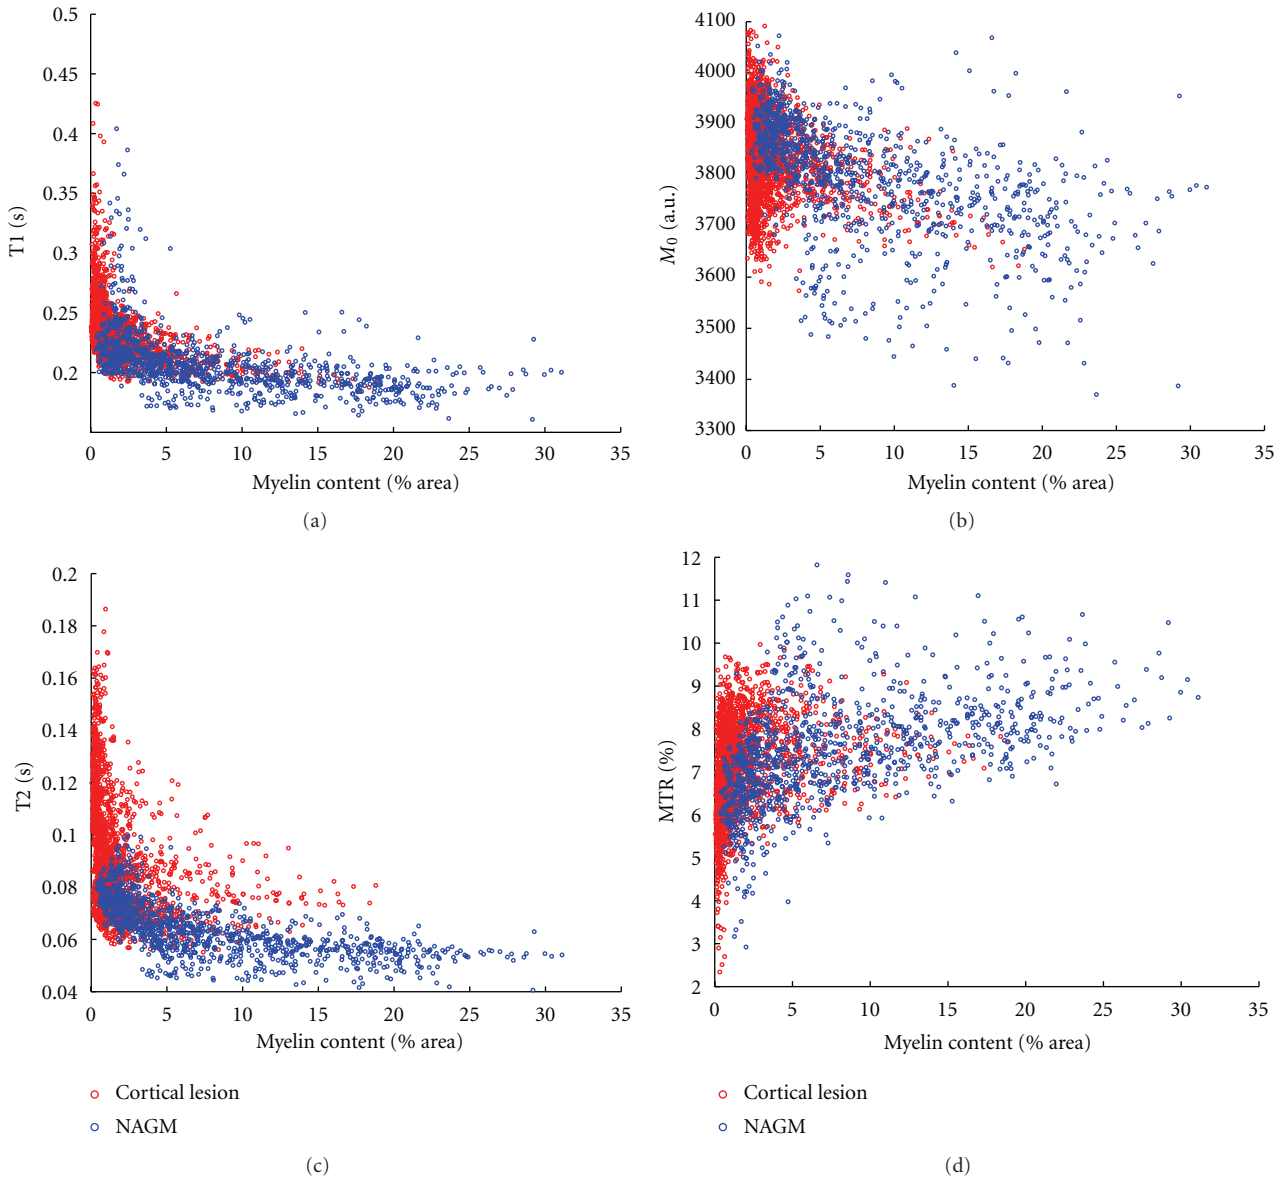 0.5
0.45
0.4
0.35
0.3
0.25
0.2
T1 (s)
0 5 10 15 20 25 30 35
Myelin content (% area)
(a)
4100
4000
3900
3800
3700
3600
3500
3400
3300
M0 (a.u.)
0 5 10 15 20 25 30 35
Myelin content (% area)
(b)
0.2
0.18
0.16
0.14
0.12
0.1
0.08
0.06
0.04
T2 (s)
0 5 10 15 20 25 30 35
Myelin content (% area)
Cortical lesion
NAGM
(c)
12
11
10
9
8
7
6
5
4
3
2
MTR (%)
0 5 10 15 20 25 30 35
Myelin content (% area)
Cortical lesion
NAGM
(d)